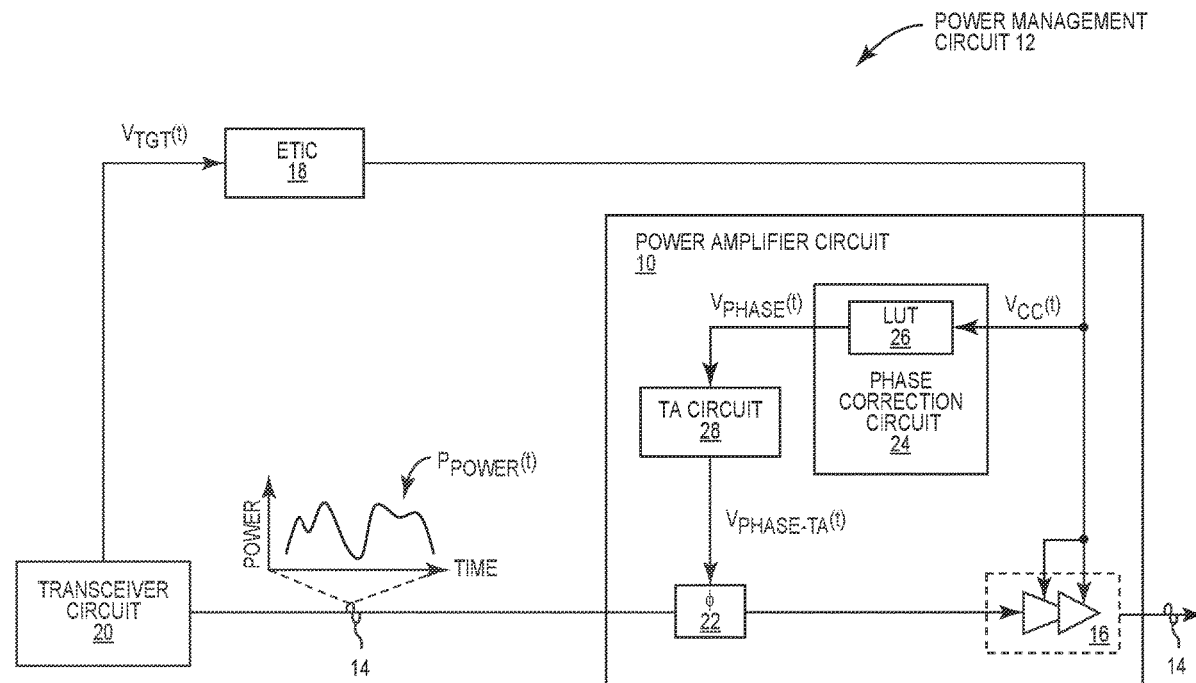 POWER MANAGEMENT
CIRCUIT 12
VTGT(t)
ETIC
18
POWER AMPLIFIER CIRCUIT
10
VPHASE(t)
LUT
26
VCC(t)
PHASE
CORRECTION
CIRCUIT
24
TA CIRCUIT
28
PPOWER(t)
POWER
TIME
VPHASE-TA(t)
TRANSCEIVER
CIRCUIT
20
14
ϕ
22
16
14